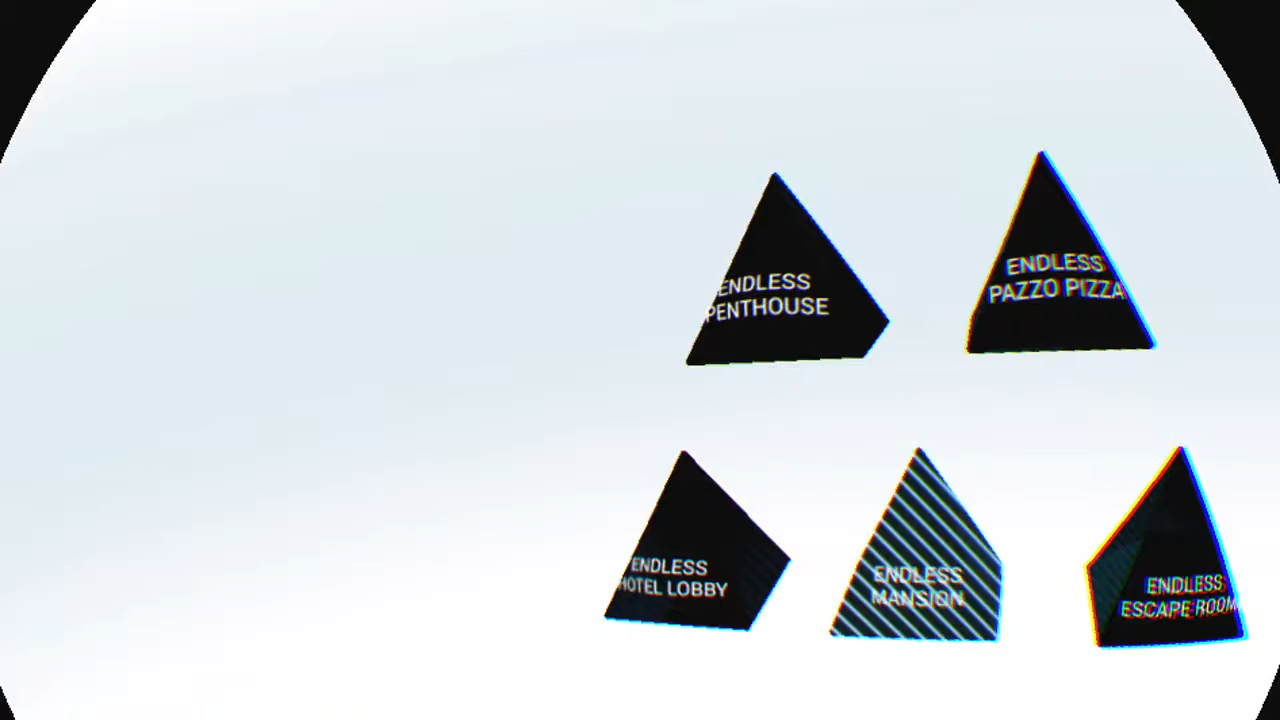 ENDLESS
PENTHOUSE
ENDLESS
PAZZO PIZZA
ENDLESS
HOTEL LOBBY
ENDLESS
MANSION
ENDLESS
ESCAPE ROOM